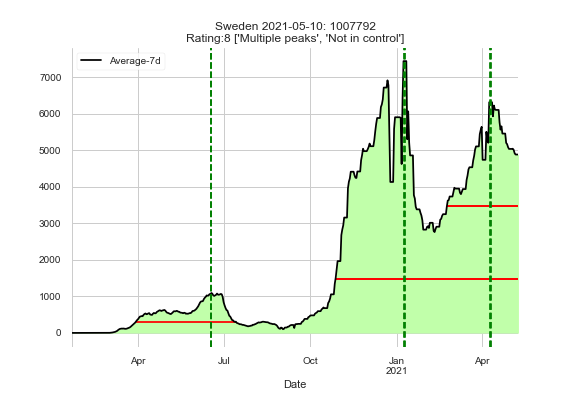 Sweden 2021-05-10: 1007792
Rating:8 ['Multiple peaks', 'Not in control']
Average-7d
7000
6000
5000
4000
3000
2000
1000
0
Apr
Jul
Oct
Jan
2021
Apr
Date